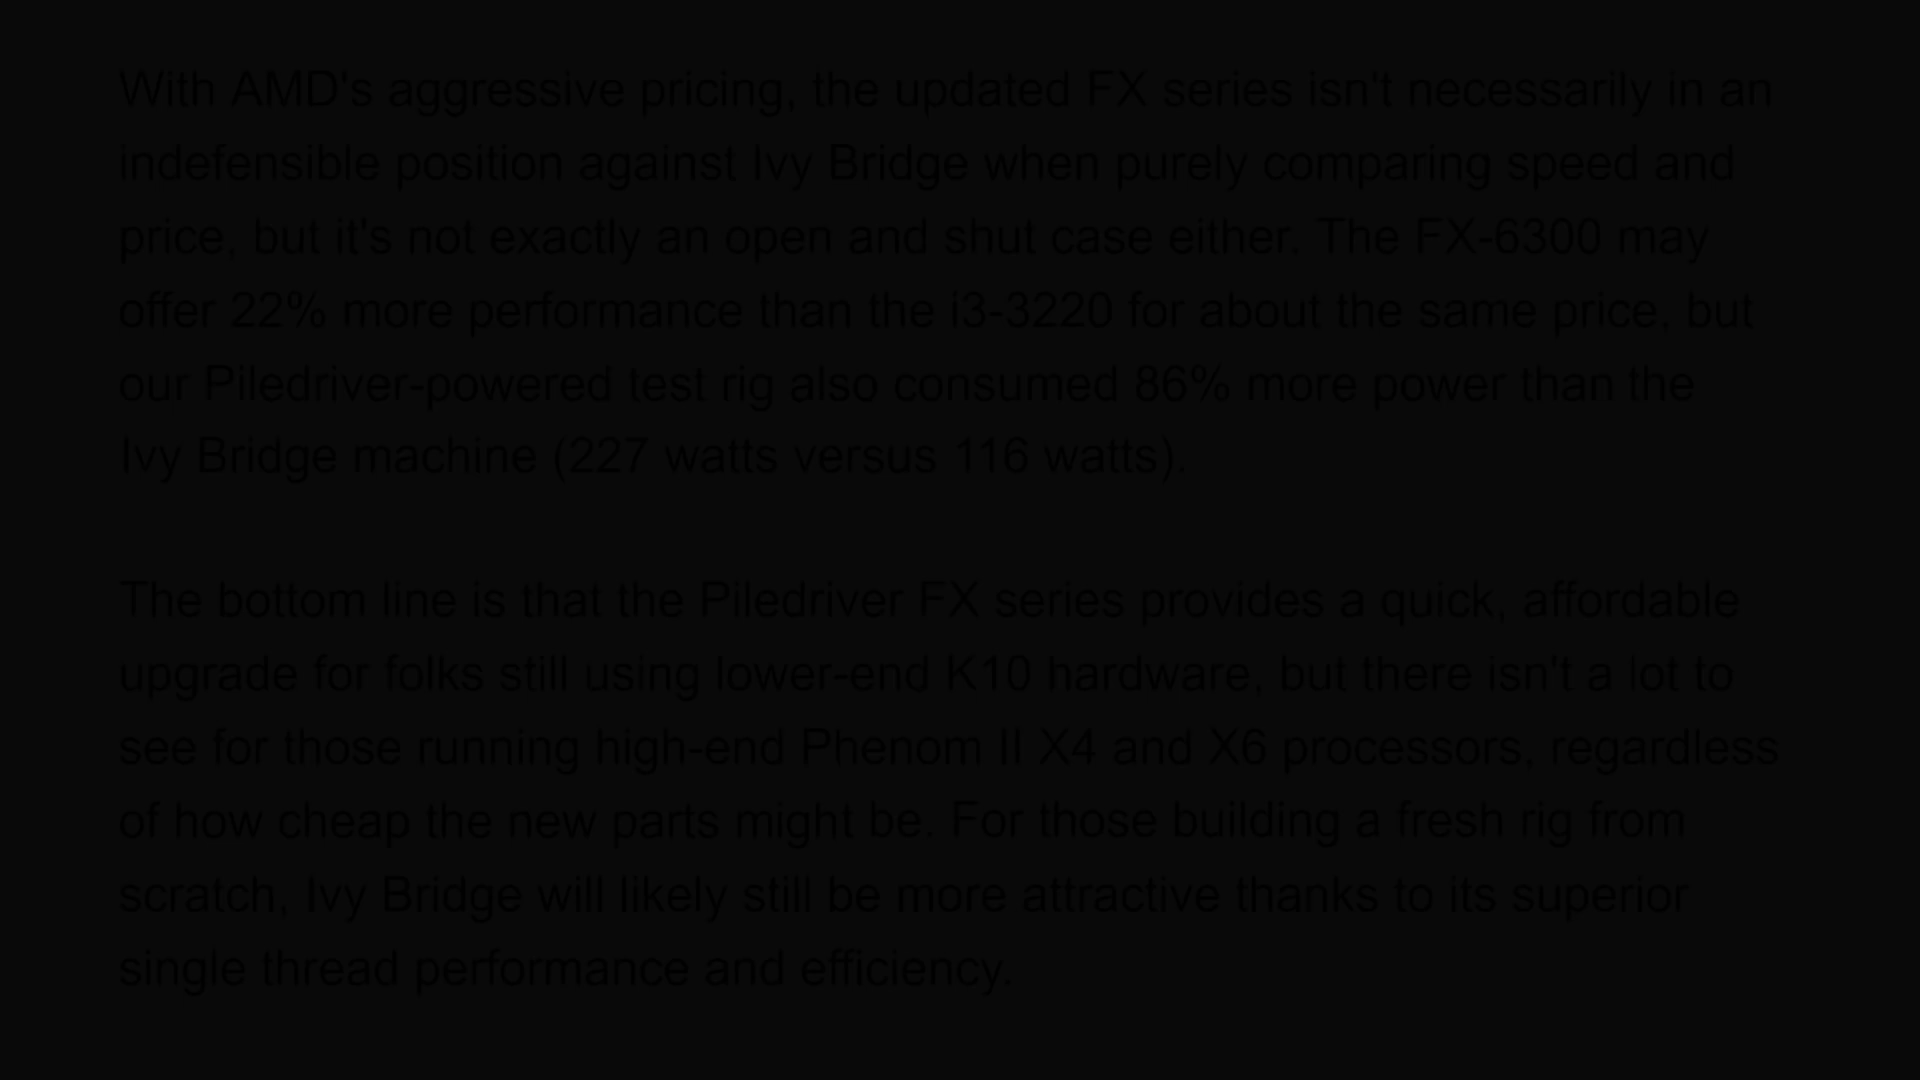 With AMD's aggressive pricing, the updated FX series isn't necessarily in an
indefensible position against Ivy Bridge when purely comparing speed and
price, but it's not exactly an open and shut case either. The FX-6300 may
offer 22% more performance than the i3-3220 for about the same price, but
our Piledriver-powered test rig also consumed 86% more power than the
Ivy Bridge machine (227 watts versus 116 watts).
The bottom line is that the Piledriver FX series provides a quick, affordable
upgrade for folks still using lower-end K10 hardware, but there isn't a lot to
see for those running high-end Phenom II X4 and X6 processors, regardless
of how cheap the new parts might be. For those building a fresh rig from
scratch, Ivy Bridge will likely still be more attractive thanks to its superior
single thread performance and efficiency.